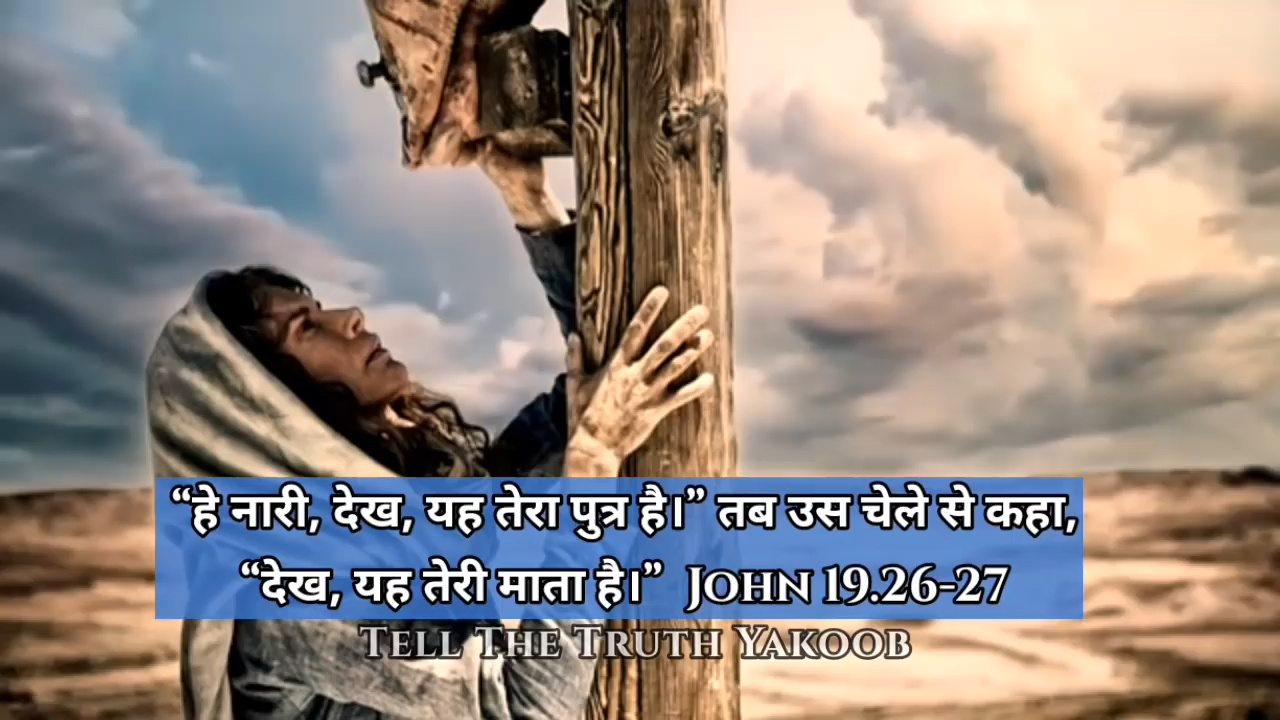 “हे नारी, देख, यह तेरा पुत्र है।” तब उस चेले से कहा,
“देख, यह तेरी माता है।” John 19.26-27
Tell The Truth Yakoob